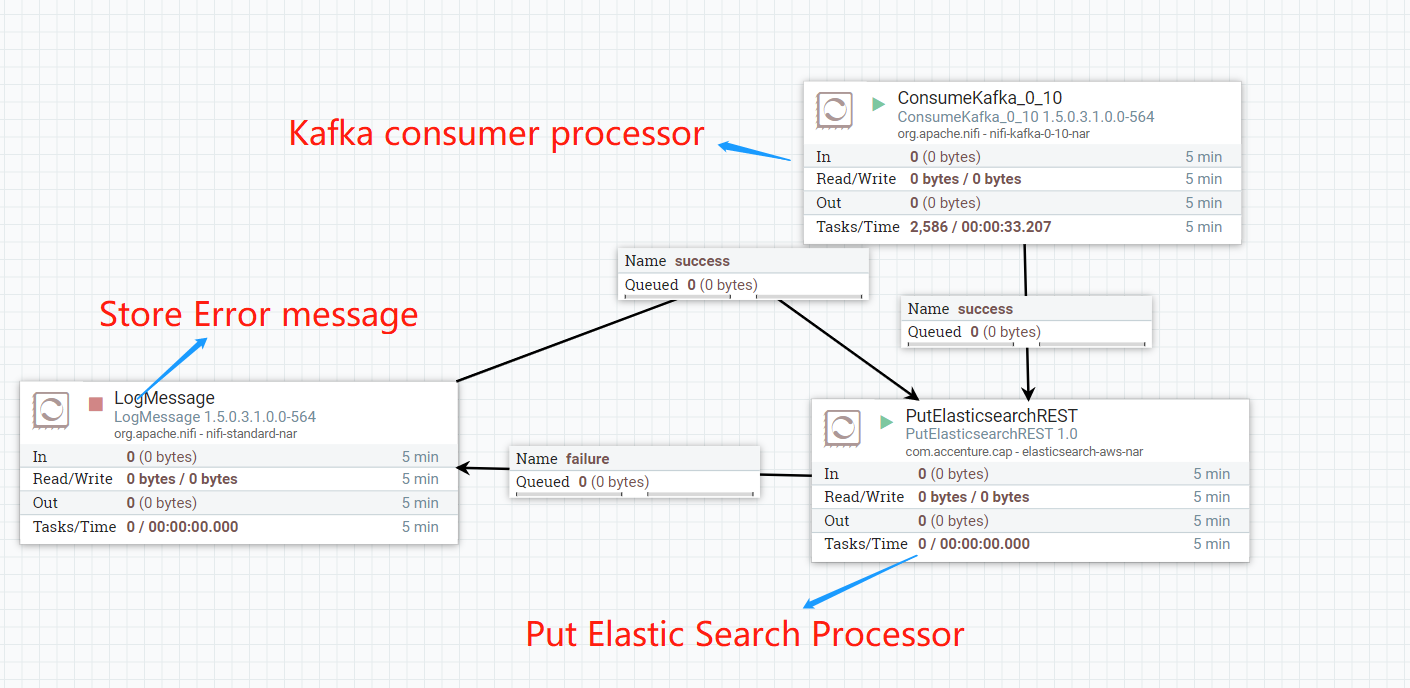 Kafka consumer processor
ConsumeKafka_0_10
ConsumeKafka_0_10 1.5.0.3.1.0.0-564
org.apache.nifi - nifi-kafka-0-10-nar
In 0 (0 bytes) 5 min
Read/Write 0 bytes / 0 bytes 5 min
Out 0 (0 bytes) 5 min
Tasks/Time 2,586 / 00:00:33.207 5 min
Name success
Queued 0 (0 bytes)
Name success
Queued 0 (0 bytes)
Store Error message
LogMessage
LogMessage 1.5.0.3.1.0.0-564
org.apache.nifi - nifi-standard-nar
In 0 (0 bytes) 5 min
Read/Write 0 bytes / 0 bytes 5 min
Out 0 (0 bytes) 5 min
Tasks/Time 0 / 00:00:00.000 5 min
Name failure
Queued 0 (0 bytes)
PutElasticsearchREST
PutElasticsearchREST 1.0
com.accenture.cap - elasticsearch-aws-nar
In 0 (0 bytes) 5 min
Read/Write 0 bytes / 0 bytes 5 min
Out 0 (0 bytes) 5 min
Tasks/Time 0 / 00:00:00.000 5 min
Put Elastic Search Processor